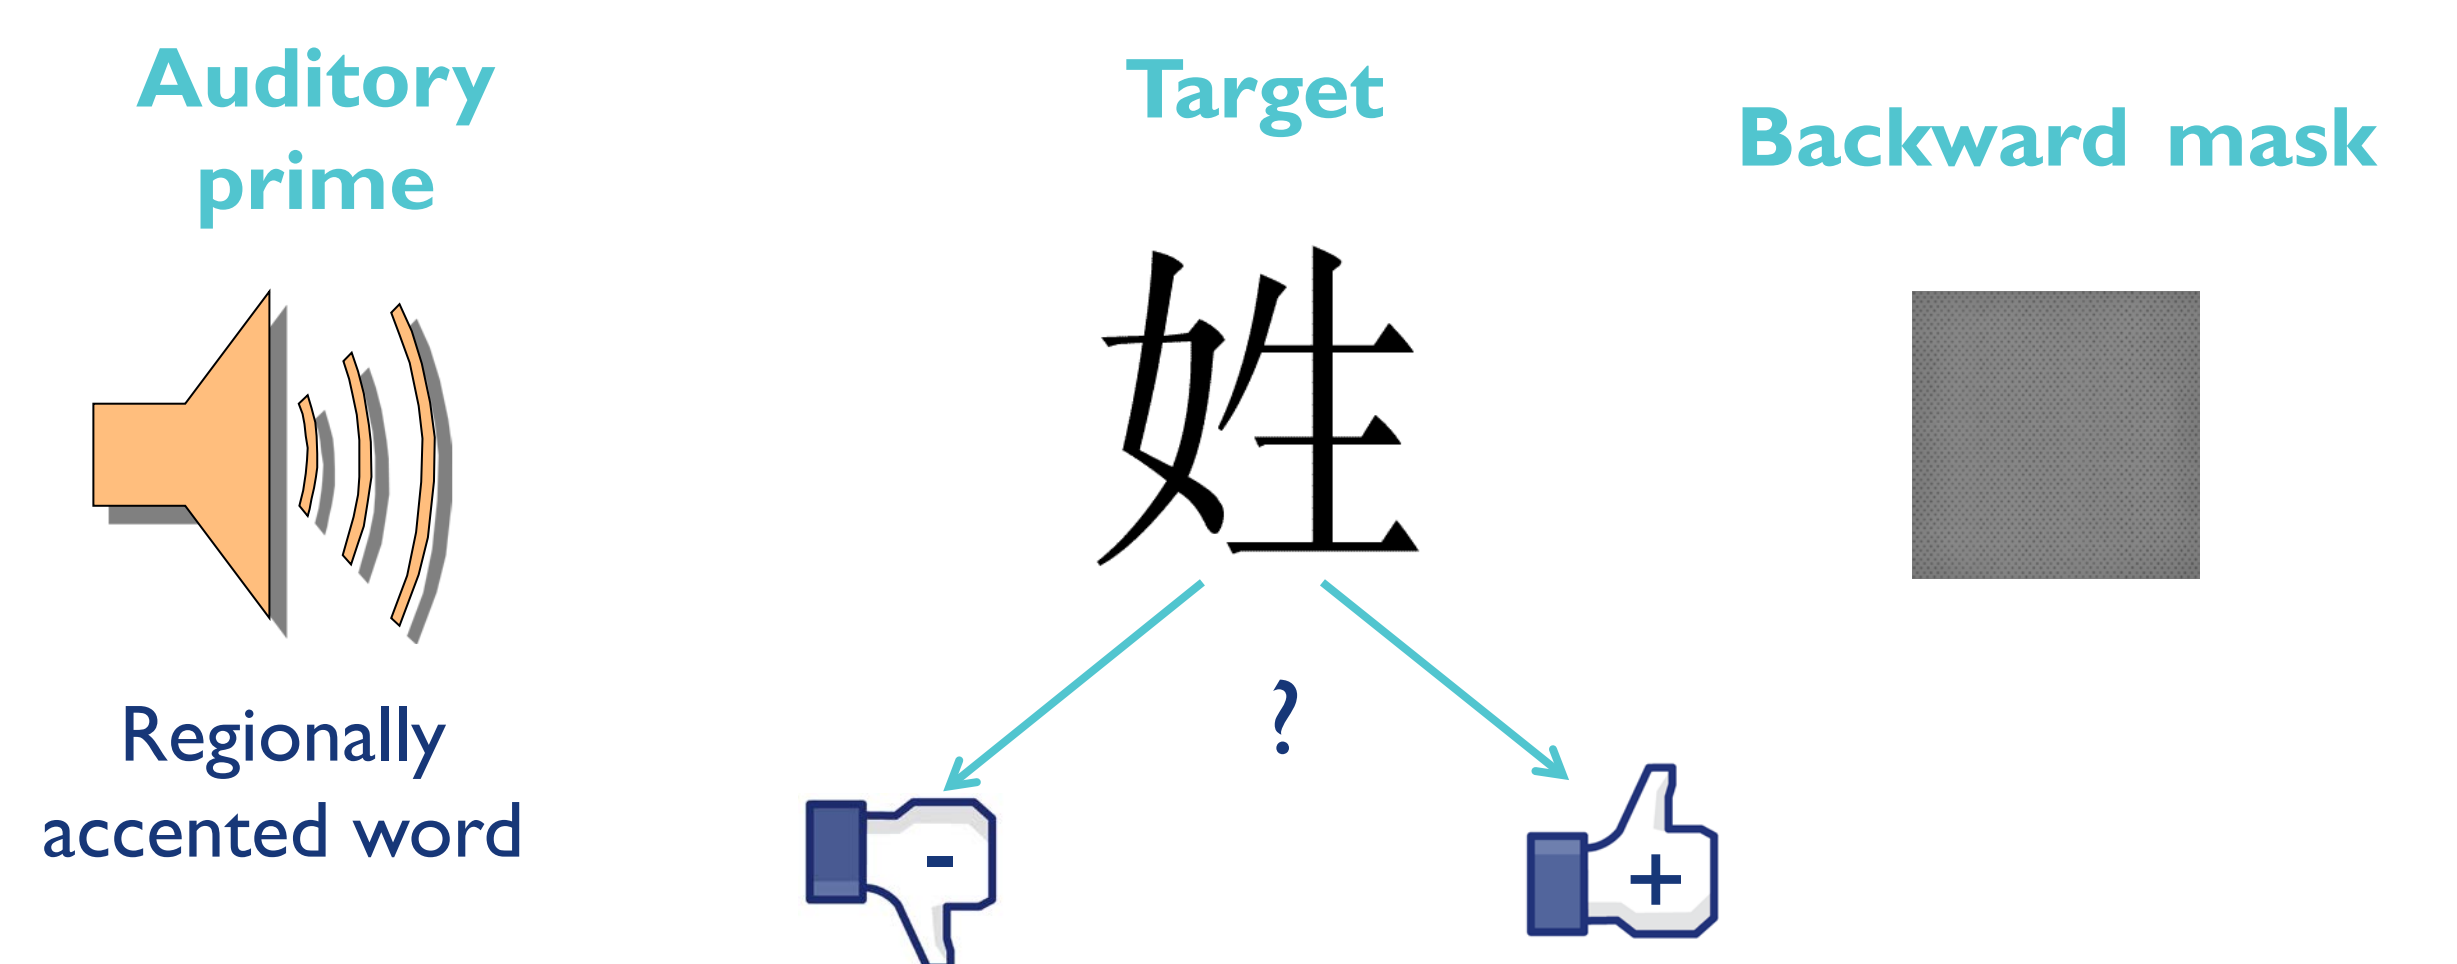 Auditory
prime
Target
Backward mask
姓
?
Regionally
accented word
-
+